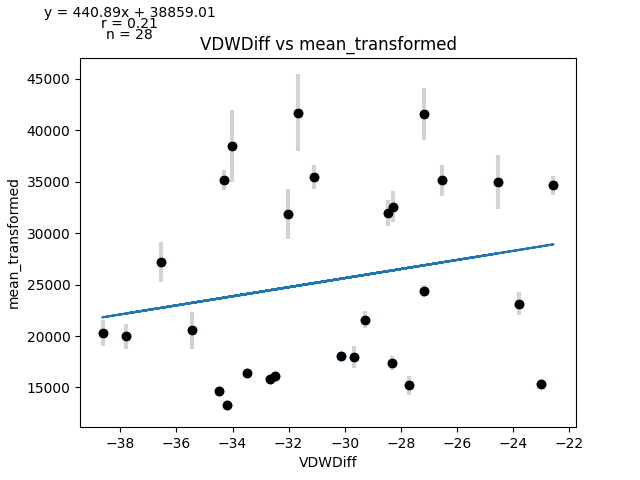 y = 440.89x + 38859.01
r = 0.21
n = 28
VDWDiff vs mean_transformed
45000
40000
35000
30000
25000
20000
15000
mean_transformed
−38 −36 −34 −32 −30 −28 −26 −24 −22
VDWDiff